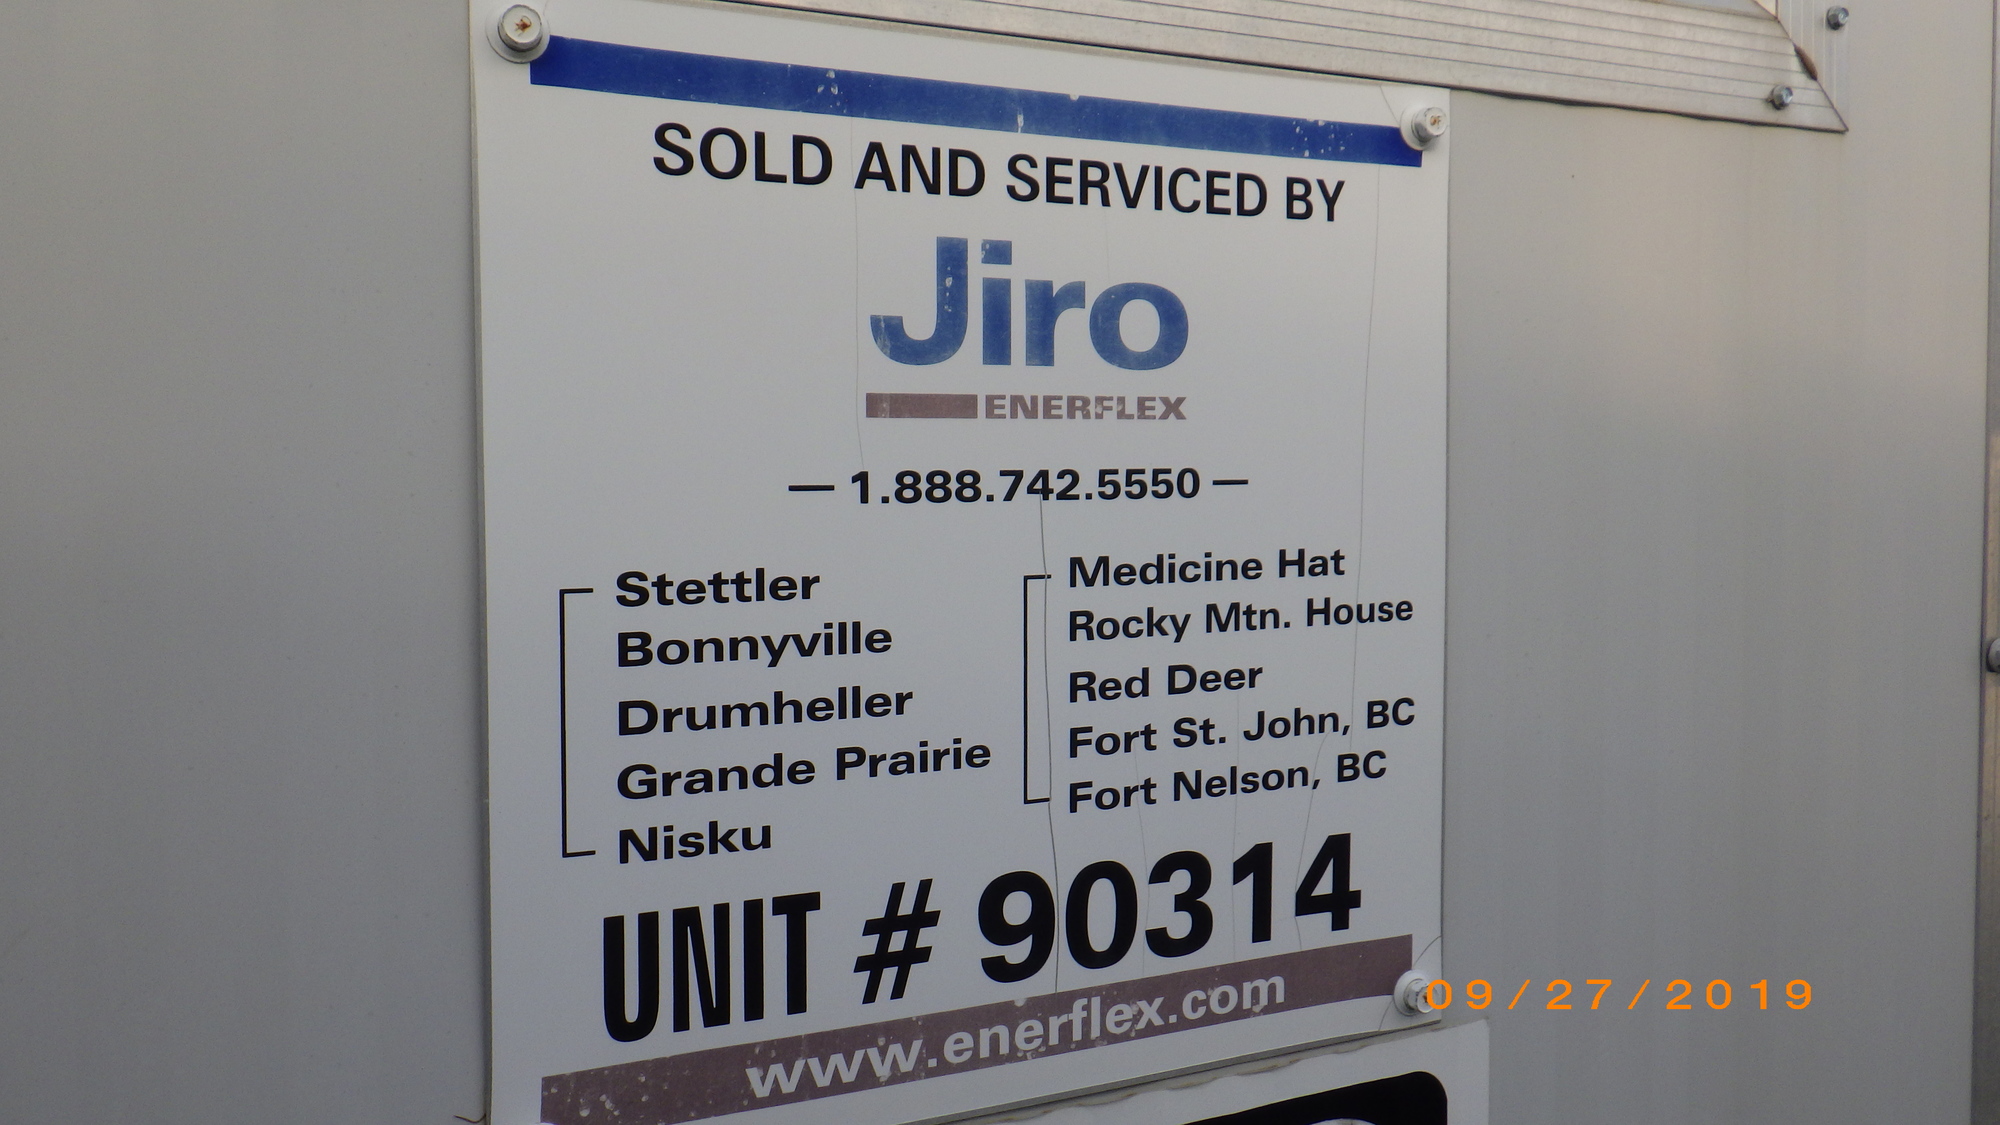 SOLD AND SERVICED BY
Jiro
ENERFLEX
— 1.888.742.5550 —
Stettler
Bonnyville
Drumheller
Grande Prairie
Nisku
Medicine Hat
Rocky Mtn. House
Red Deer
Fort St. John, BC
Fort Nelson, BC
UNIT # 90314
www.enerflex.com
09/27/2019